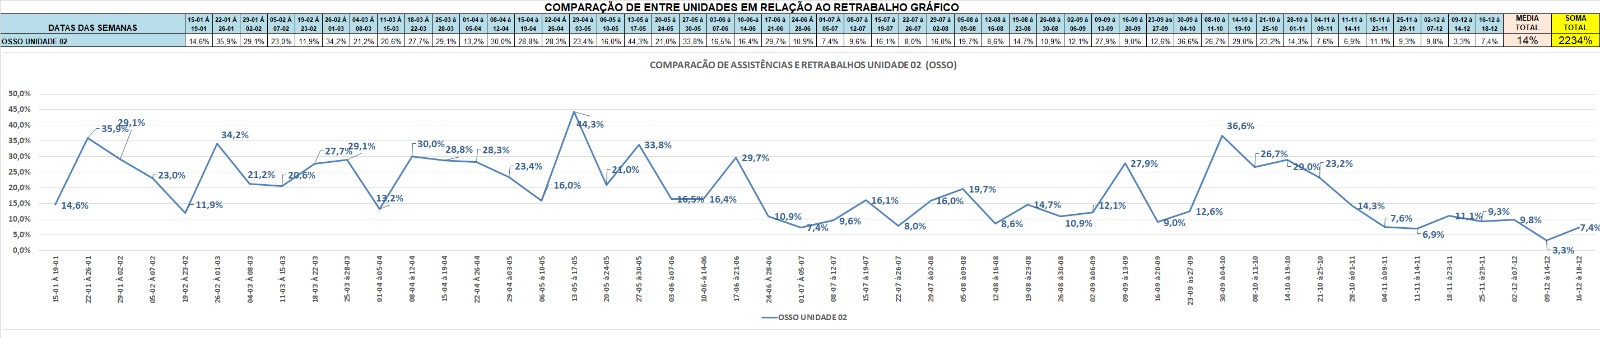 COMPARAÇÃO DE ENTRE UNIDADES EM RELAÇÃO AO RETRABALHO GRÁFICO
DATAS DAS SEMANAS 15-01 Á 19-01 22-01 Á 26-01 29-01 Á 02-02 05-02 Á 07-02 19-02 Á 23-02 26-02 Á 01-03 04-03 Á 08-03 11-03 Á 15-03 18-03 Á 22-03 25-03 á 28-03 01-04 á 05-04 08-04 á 12-04 15-04 á 19-04 22-04 á 26-04 29-04 á 03-05 06-05 á 10-05 13-05 á 17-05 20-05 Á 24-05 27-05 Á 30-05 03-06 Á 07-06 10-06 Á 14-06 17-06 Á 21-06 24-06 Á 28-06 01-07 Á 05-07 08-07 Á 12-07 15-07 Á 19-07 22-07 Á 26-07 29-07 Á 02-08 05-08 á 09-08 12-08 á 16-08 19-08 á 23-08 26-08 á 30-08 02-09 á 06-09 09-09 á 13-09 16-09 á 20-09 23-09 ás 27-09 30-09 á 04-10 08-10 á 11-10 14-10 á 19-10 21-10 á 25-10 28-10 á 01-11 04-11 á 09-11 11-11 á 14-11 18-11 á 23-11 25-11 á 29-11 02-12 á 07-12 09-12 á 14-12 16-12 á 18-12 MÉDIA TOTAL SOMA TOTAL
OSSO UNIDADE 02 14,6% 35,9% 29,1% 23,0% 11,9% 34,2% 21,2% 20,6% 27,7% 29,1% 13,2% 30,0% 28,8% 28,3% 23,4% 16,0% 44,3% 21,0% 33,8% 16,5% 16,4% 29,7% 10,9% 7,4% 9,6% 16,1% 8,0% 16,0% 19,7% 8,6% 14,7% 10,9% 12,1% 27,9% 9,0% 12,6% 36,6% 26,7% 29,0% 23,2% 14,3% 7,6% 6,9% 11,1% 9,3% 9,8% 3,3% 7,4% 14% 2234%
COMPARACÃO DE ASSISTÊNCIAS E RETRABALHOS UNIDADE 02 (OSSO)
50,0%
45,0%
40,0%
35,0%
30,0%
25,0%
20,0%
15,0%
10,0%
5,0%
0,0%
14,6% 35,9% 29,1% 23,0% 11,9% 34,2% 21,2% 20,6% 27,7% 29,1% 13,2% 30,0% 28,8% 28,3% 23,4% 16,0% 44,3% 21,0% 33,8% 16,5% 16,4% 29,7% 10,9% 7,4% 9,6% 16,1% 8,0% 16,0% 19,7% 8,6% 14,7% 10,9% 12,1% 27,9% 9,0% 12,6% 36,6% 26,7% 29,0% 23,2% 14,3% 7,6% 6,9% 11,1% 9,3% 9,8% 3,3% 7,4%
15-01 Á 19-01
22-01 Á 26-01
29-01 Á 02-02
05-02 Á 07-02
19-02 Á 23-02
26-02 Á 01-03
04-03 Á 08-03
11-03 Á 15-03
18-03 Á 22-03
25-03 á 28-03
01-04 á 05-04
08-04 á 12-04
15-04 á 19-04
22-04 á 26-04
29-04 á 03-05
06-05 á 10-05
13-05 á 17-05
20-05 Á 24-05
27-05 Á 30-05
03-06 Á 07-06
10-06 Á 14-06
17-06 Á 21-06
24-06 Á 28-06
01-07 Á 05-07
08-07 Á 12-07
15-07 Á 19-07
22-07 Á 26-07
29-07 Á 02-08
05-08 á 09-08
12-08 á 16-08
19-08 á 23-08
26-08 á 30-08
02-09 á 06-09
09-09 á 13-09
16-09 á 20-09
23-09 ás 27-09
30-09 á 04-10
08-10 á 11-10
14-10 á 19-10
21-10 á 25-10
28-10 á 01-11
04-11 á 09-11
11-11 á 14-11
18-11 á 23-11
25-11 á 29-11
02-12 á 07-12
09-12 á 14-12
16-12 á 18-12
OSSO UNIDADE 02